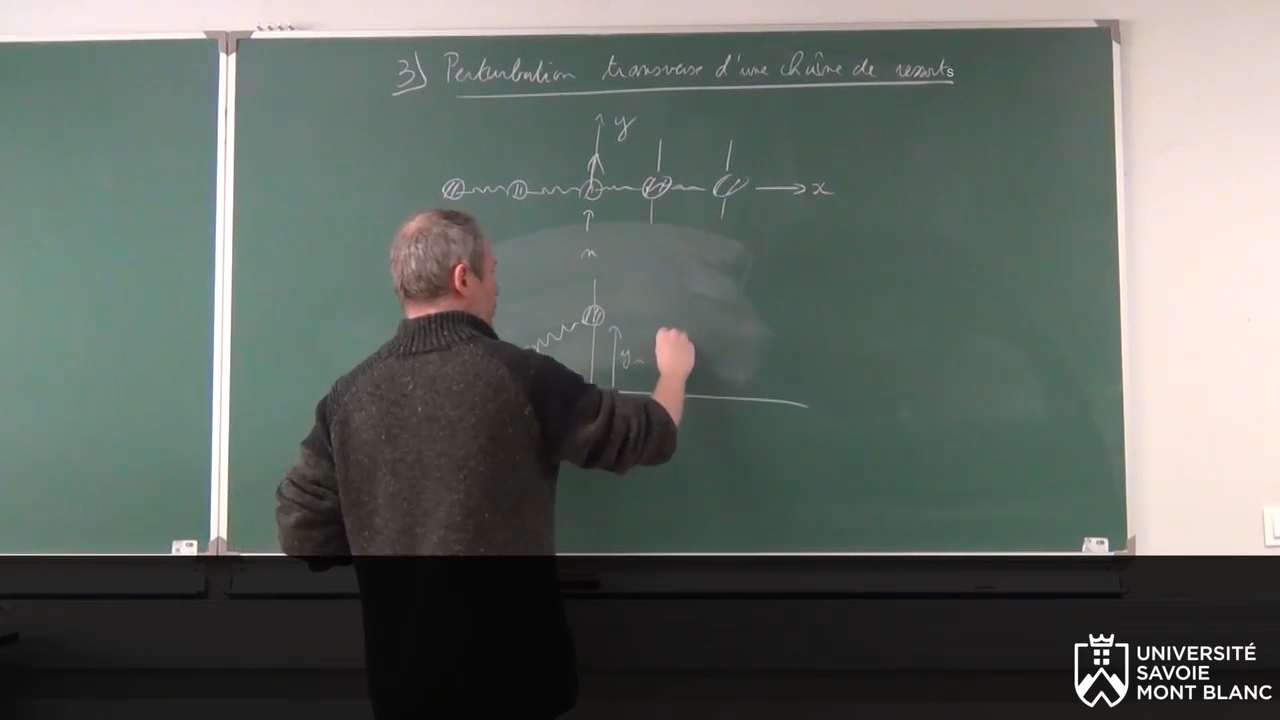 3) Perturbation transverse d'une chaîne de ressorts
y
x
n
yn
UNIVERSITÉ
SAVOIE
MONT BLANC